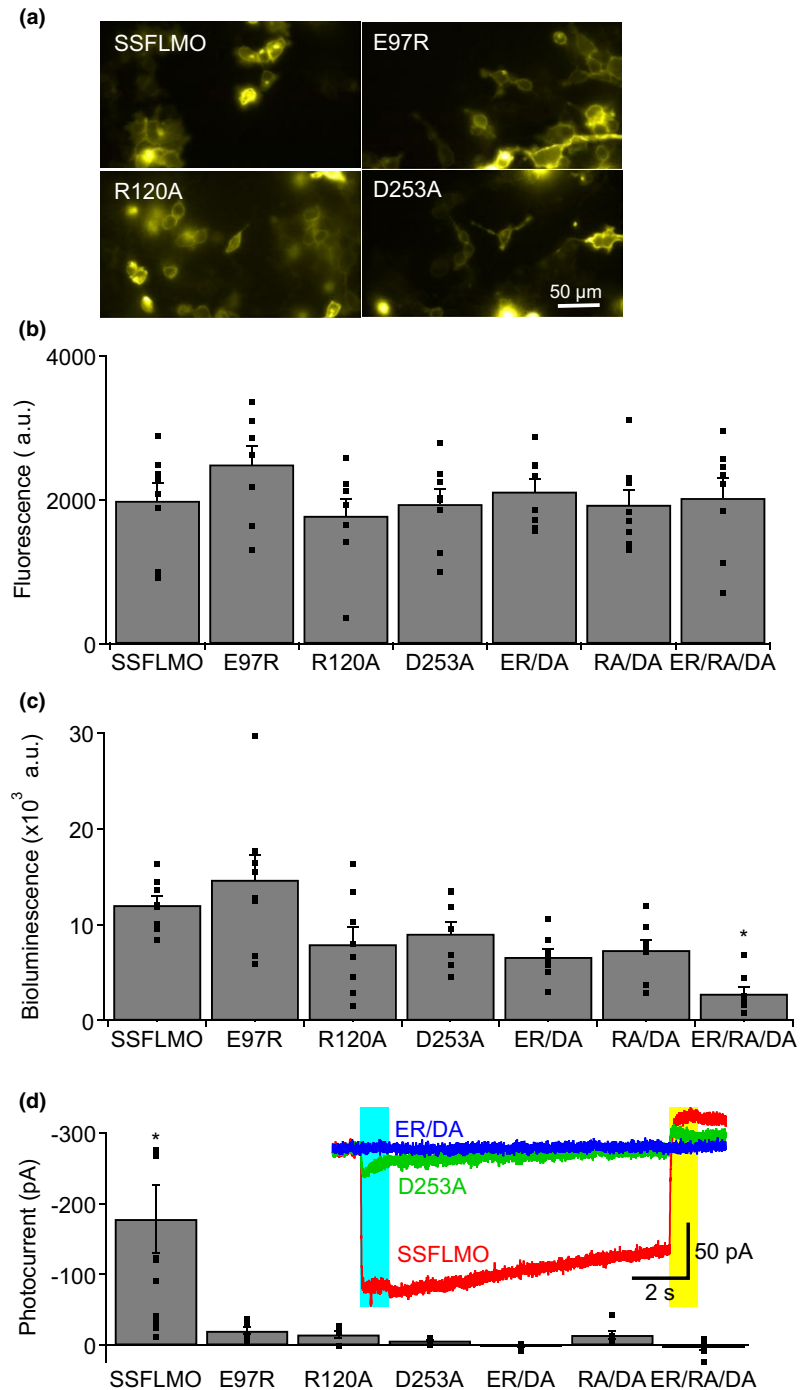 (a)
SSFLMO
E97R
R120A
D253A
50 µm
(b)
Fluorescence ( a.u.)
4000
2000
0
SSFLMO E97R R120A D253A ER/DA RA/DA ER/RA/DA
(c)
Bioluminescence (x10³ a.u.)
30
20
10
0
*
SSFLMO E97R R120A D253A ER/DA RA/DA ER/RA/DA
(d)
Photocurrent (pA)
-300
-200
-100
0
*
ER/DA
D253A
SSFLMO
50 pA
2 s
SSFLMO E97R R120A D253A ER/DA RA/DA ER/RA/DA